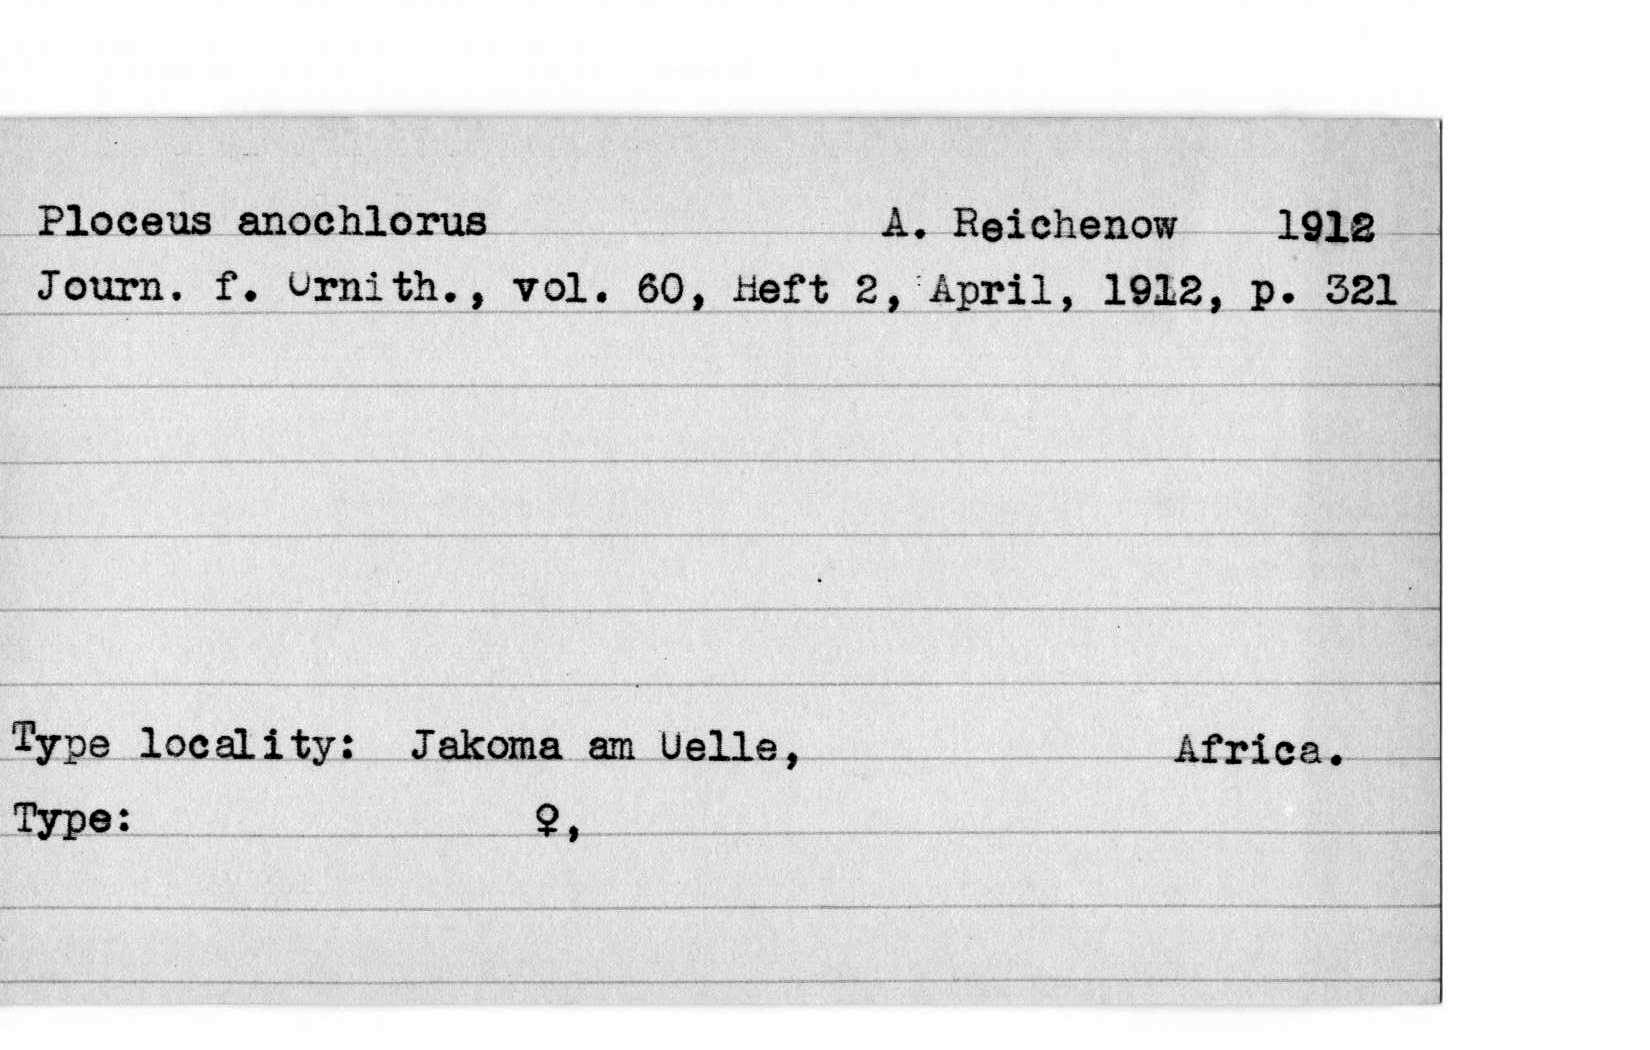 Ploceus anochlorus A. Reichenow 1912
Journ. f. Ornith., vol. 60, Heft 2, April, 1912, p. 321
Type locality: Jakoma am Uelle, Africa.
Type: ♀,